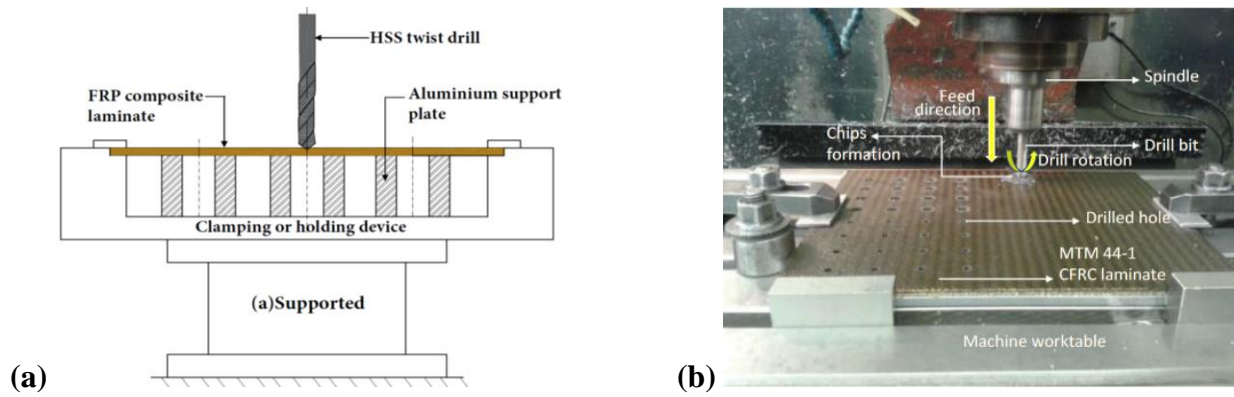 HSS twist drill
FRP composite
laminate
Aluminium support
plate
Clamping or holding device
(a)Supported
(a)
Spindle
Feed
direction
Chips
formation
Drill bit
Drill rotation
Drilled hole
MTM 44-1
CFRC laminate
Machine worktable
(b)